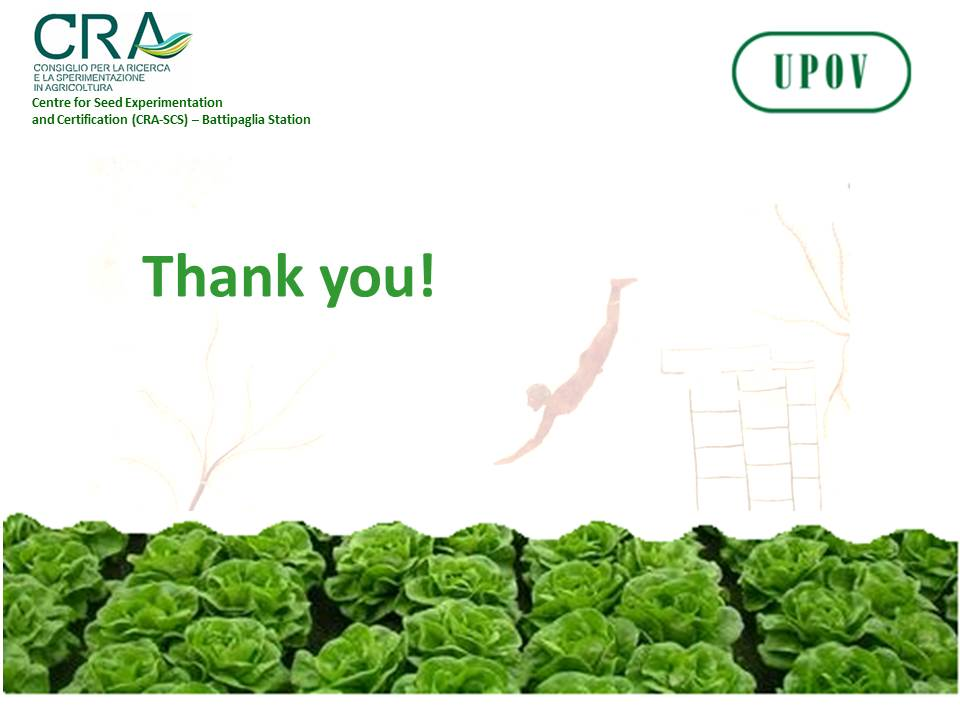 CRA
CONSIGLIO PER LA RICERCA
E LA SPERIMENTAZIONE
IN AGRICOLTURA
Centre for Seed Experimentation
and Certification (CRA-SCS) – Battipaglia Station
UPOV
Thank you!